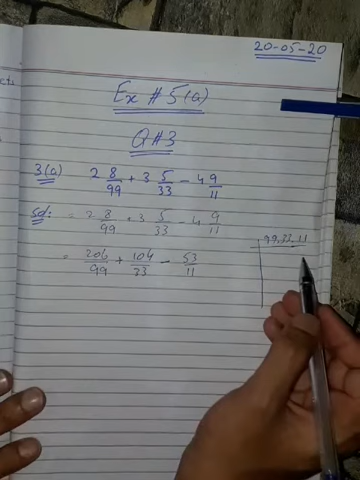 20-05-20
Ex # 5(a)
Q#3
3(a) 2 8/99 + 3 5/33 - 4 9/11
Sol: = 2 8/99 + 3 5/33 - 4 9/11
= 206/99 + 104/33 - 53/11
99,33,11